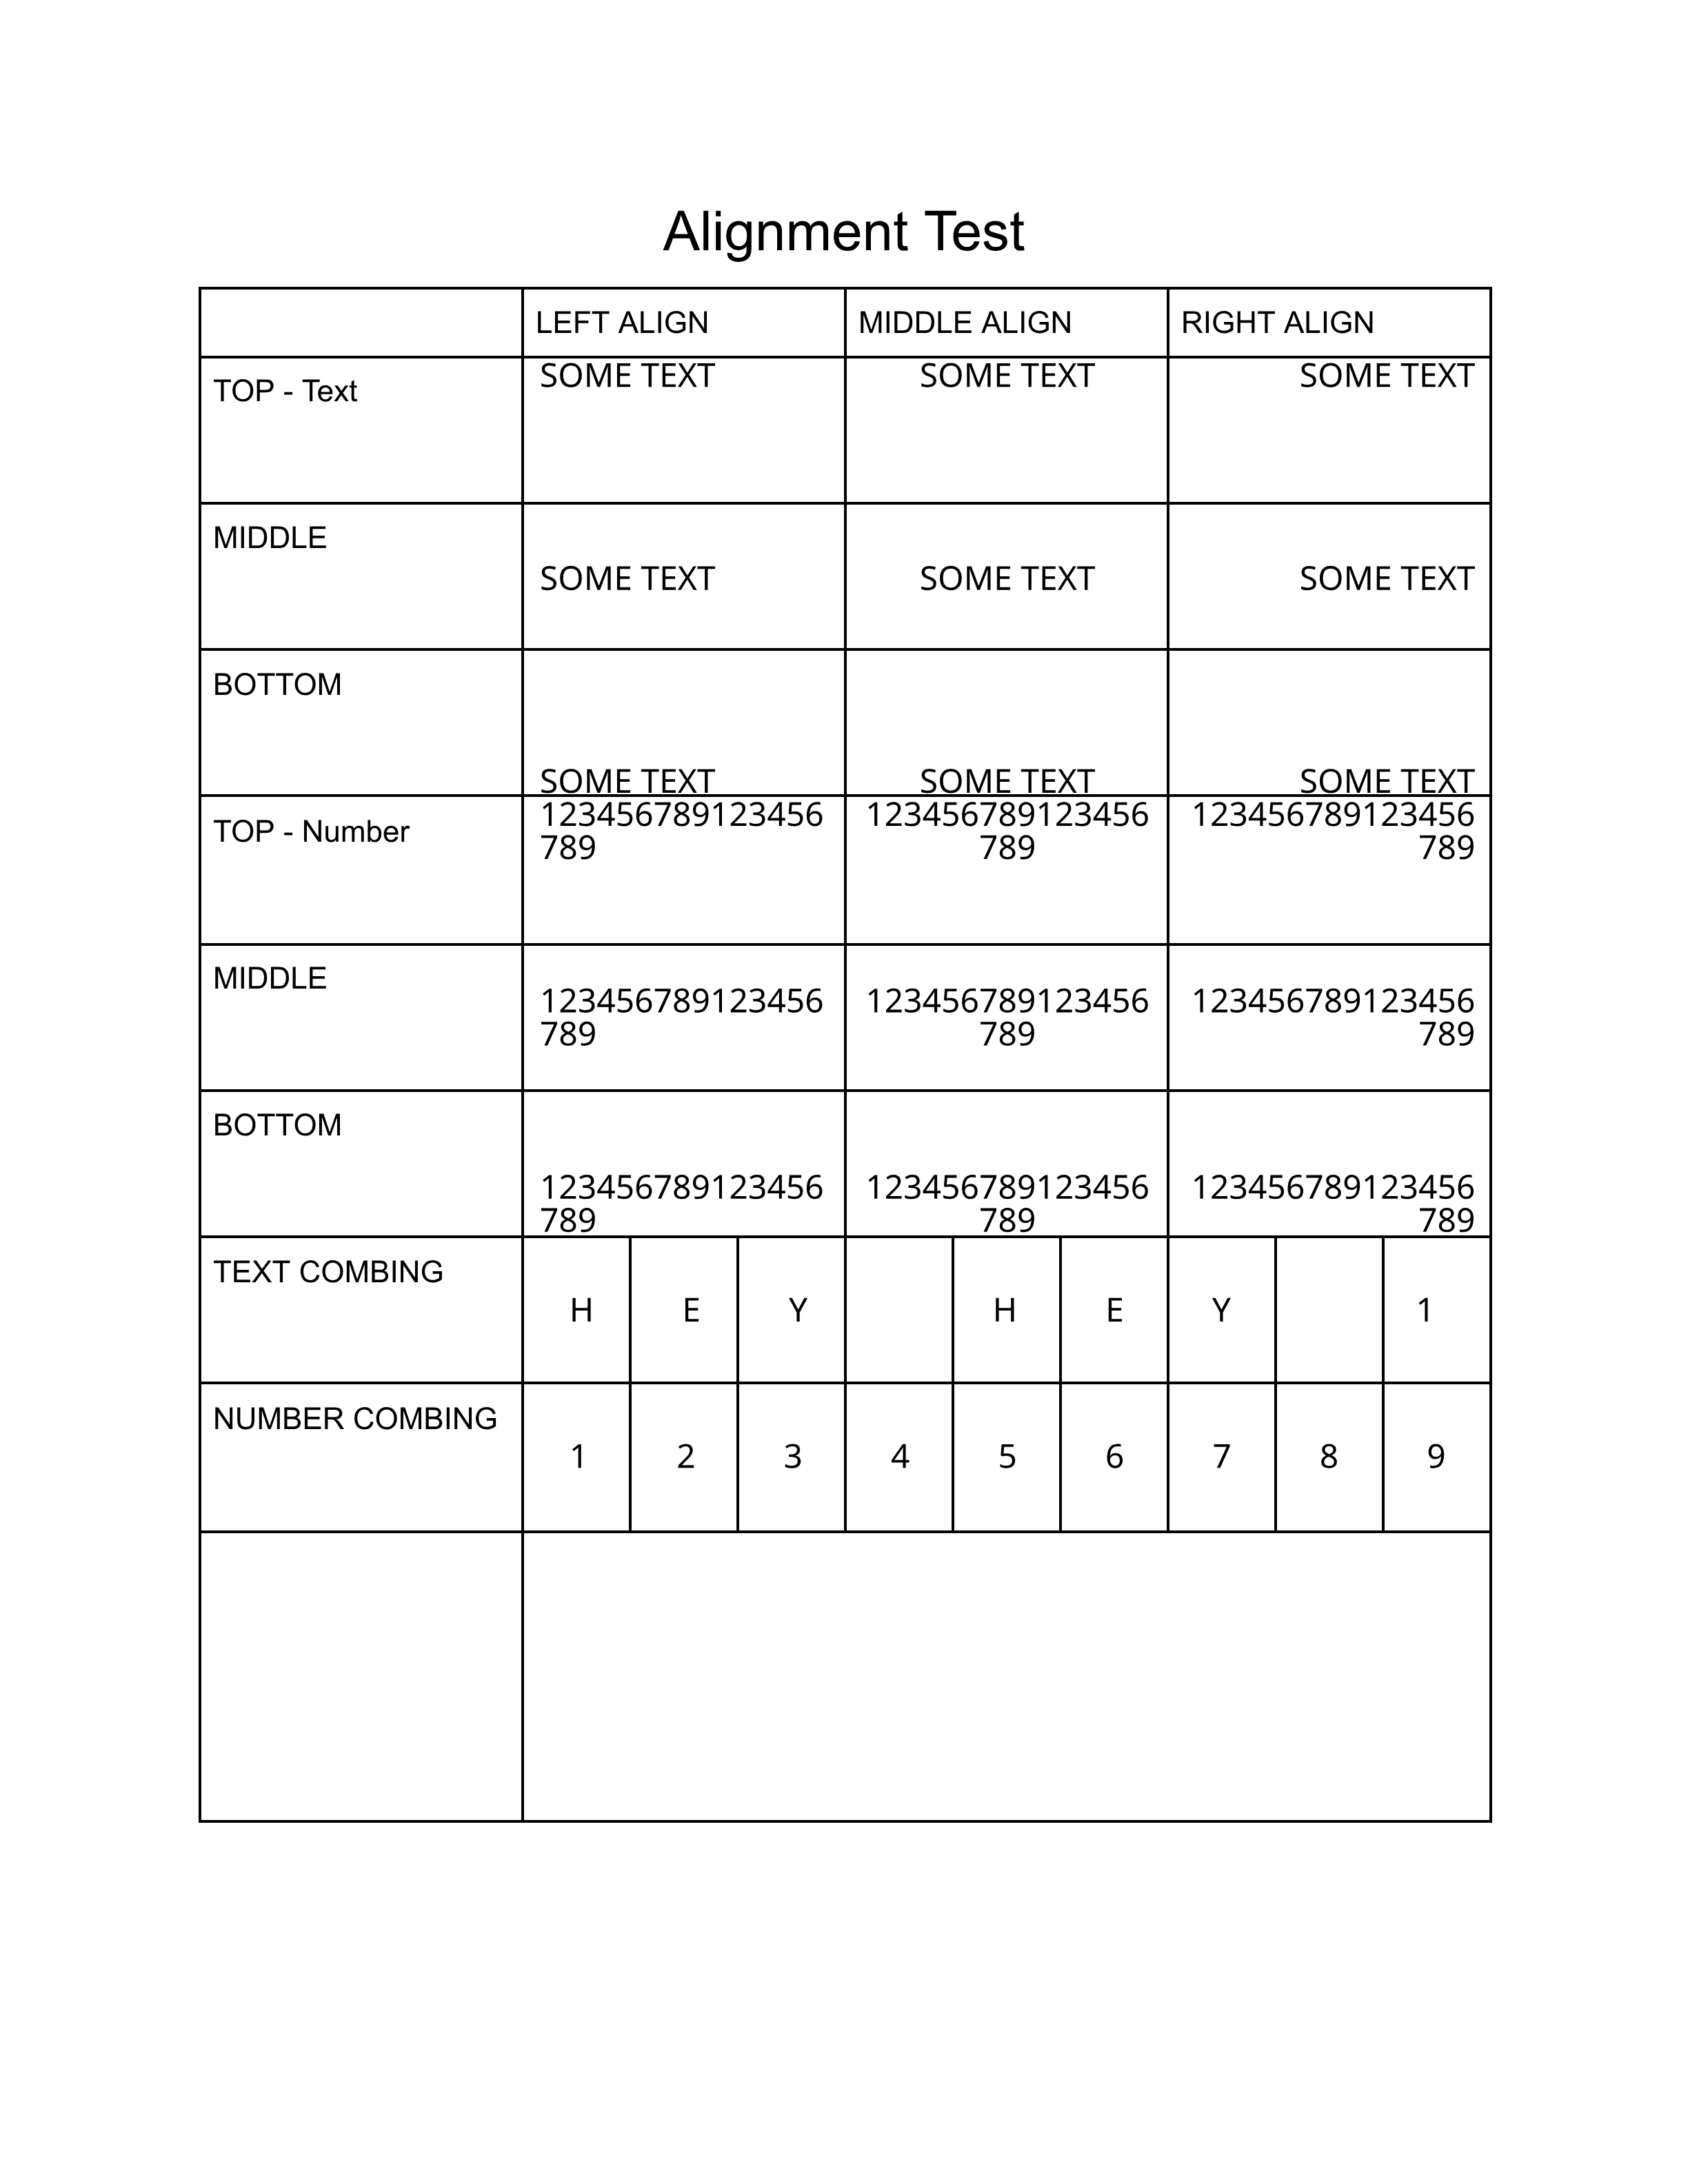 Alignment Test
LEFT ALIGN MIDDLE ALIGN RIGHT ALIGN
TOP - Text SOME TEXT SOME TEXT SOME TEXT
MIDDLE
SOME TEXT SOME TEXT SOME TEXT
BOTTOM
SOME TEXT SOME TEXT SOME TEXT
TOP - Number 123456789123456 123456789123456 123456789123456
789 789 789
MIDDLE
123456789123456 123456789123456 123456789123456
789 789 789
BOTTOM
123456789123456 123456789123456 123456789123456
789 789 789
TEXT COMBING
H E Y H E Y 1
NUMBER COMBING
1 2 3 4 5 6 7 8 9